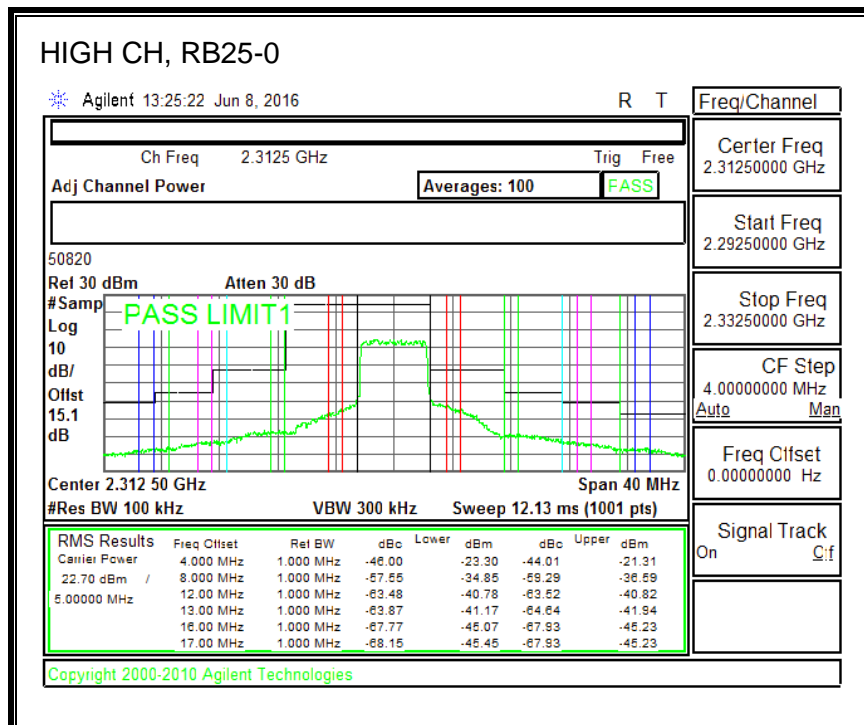 HIGH CH, RB25-0
Agilent 13:25:22 Jun 8, 2016 R T
Freq/Channel
Ch Freq 2.3125 GHz Trig Free
Adj Channel Power Averages: 100 PASS
50820
Ref 30 dBm Atten 30 dB
#Samp
Log
10
dB/
Offst
15.1
dB
PASS LIMIT1
Center 2.312 50 GHz Span 40 MHz
#Res BW 100 kHz VBW 300 kHz Sweep 12.13 ms (1001 pts)
RMS Results Freq Offset Ref BW dBc Lower dBm dBc Upper dBm
Carrier Power 4.000 MHz 1.000 MHz -46.00 -23.30 -44.01 -21.31
22.70 dBm / 8.000 MHz 1.000 MHz -57.55 -34.85 -59.29 -36.59
5.00000 MHz 12.00 MHz 1.000 MHz -63.48 -40.78 -63.52 -40.82
13.00 MHz 1.000 MHz -63.87 -41.17 -64.64 -41.94
16.00 MHz 1.000 MHz -67.77 -45.07 -67.93 -45.23
17.00 MHz 1.000 MHz -68.15 -45.45 -67.93 -45.23
Copyright 2000-2010 Agilent Technologies
Center Freq
2.31250000 GHz
Start Freq
2.29250000 GHz
Stop Freq
2.33250000 GHz
CF Step
4.00000000 MHz
Auto Man
Freq Offset
0.00000000 Hz
Signal Track
On Off